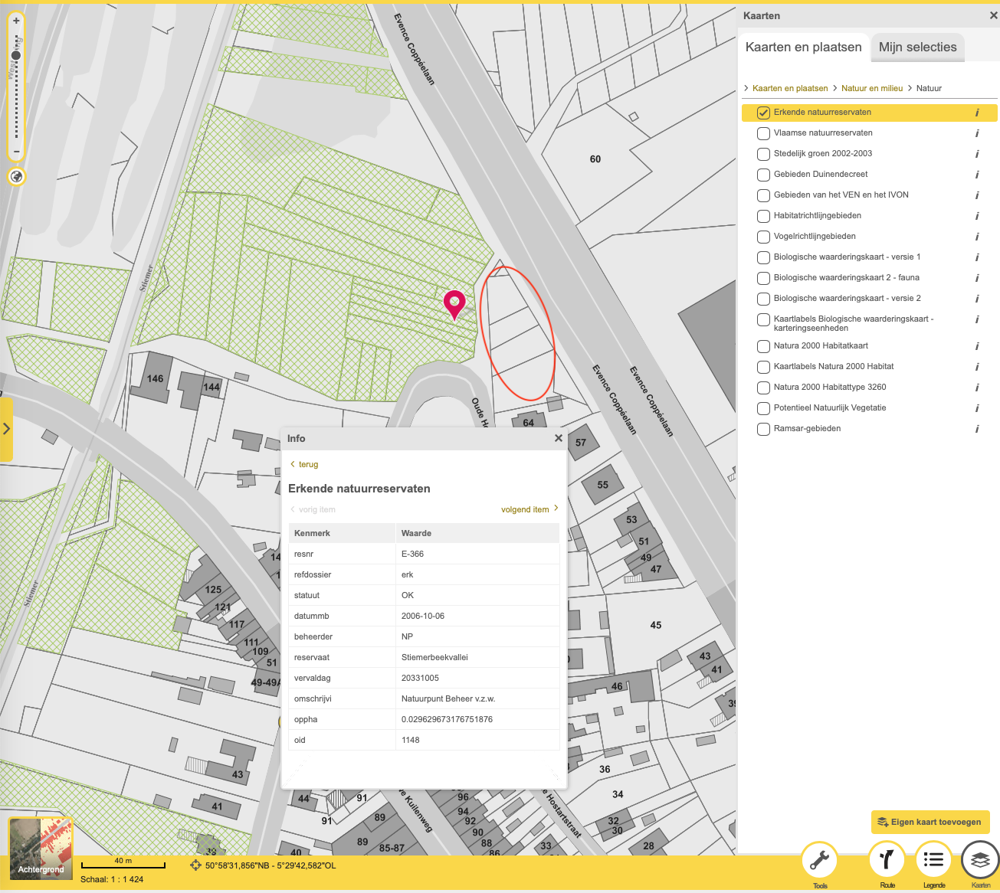 Kaarten
Kaarten en plaatsen
Mijn selecties
Kaarten en plaatsen
Natuur en milieu
Natuur
Erkende natuurreservaten
Vlaamse natuurreservaten
Stedelijk groen 2002-2003
Gebieden Duinendecreet
Gebieden van het VEN en het IVON
Habitatrichtlijngebieden
Vogelrichtlijngebieden
Biologische waarderingskaart - versie 1
Biologische waarderingskaart 2 - fauna
Biologische waarderingskaart - versie 2
Kaartlabels Biologische waarderingskaart -
karteringseenheden
Natura 2000 Habitatkaart
Kaartlabels Natura 2000 Habitat
Natura 2000 Habitattype 3260
Potentieel Natuurlijk Vegetatie
Ramsar-gebieden
Eigen kaart toevoegen
Tools
Route
Legende
Kaarten
Evence Coppéelaan
60
Stiemer
146
144
Oude Ho
Evence Coppéelaan
Evence Coppéelaan
64
57
55
53
51
49
47
45
43
41
46
36
34
32
30
28
33
Stiemer
125
121
117
111
109
51
49-49A
43
41
44
91
91
89
89
85-87
40
96
94
92
90
88
86
we Kuilenweg
e Hostartstraat
Info
terug
Erkende natuurreservaten
vorig item
volgend item
Kenmerk Waarde
resnr E-366
refdossier erk
statuut OK
datummb 2006-10-06
beheerder NP
reservaat Stiemerbeekvallei
vervaldag 20331005
omschrijvi Natuurpunt Beheer v.z.w.
oppha 0.029629673176751876
oid 1148
Achtergrond
40 m
Schaal: 1 : 1 424
50°58'31,856"NB - 5°29'42,582"OL